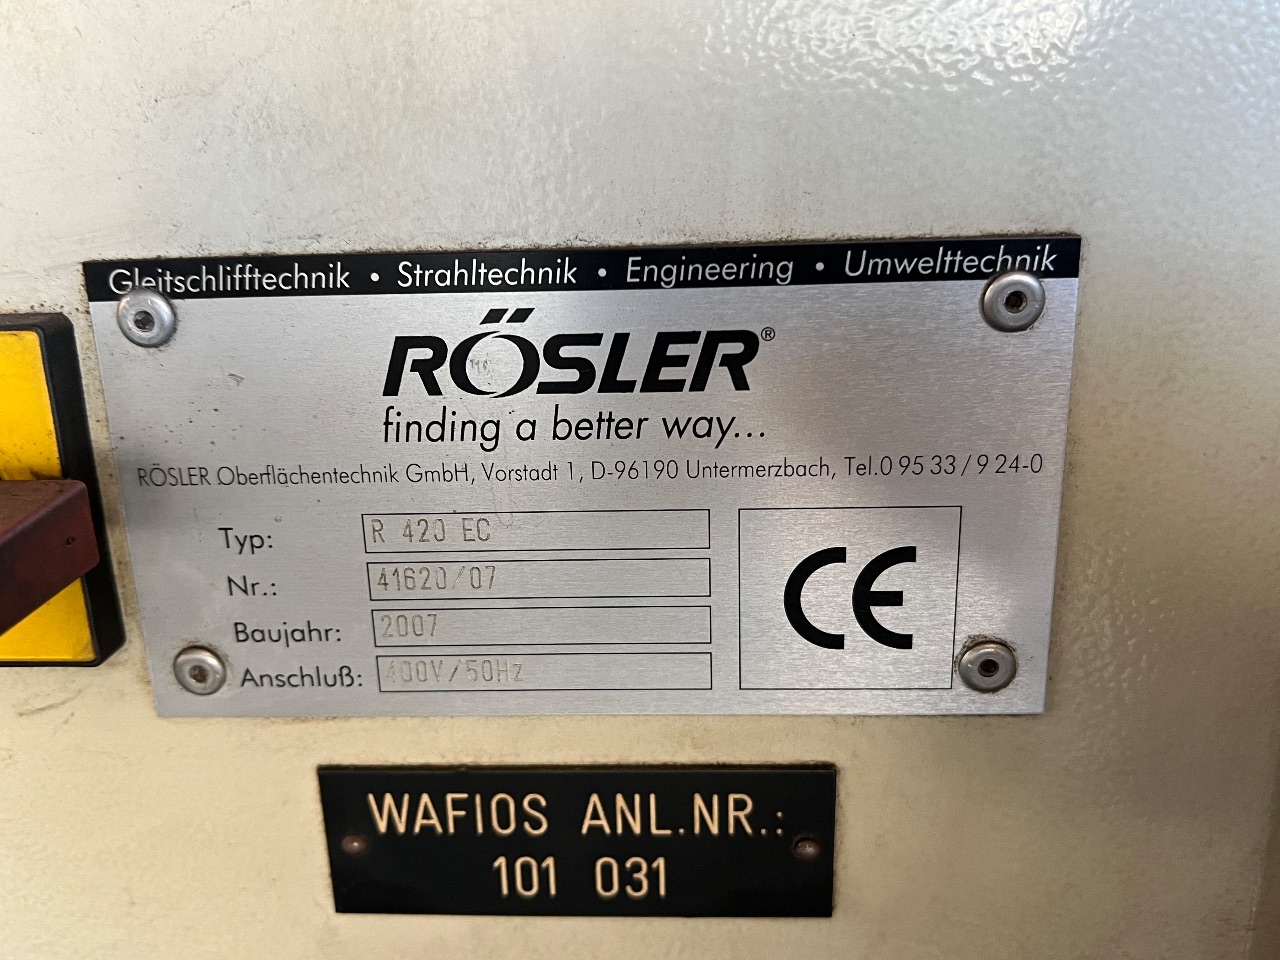 Gleitschlifftechnik • Strahltechnik • Engineering • Umwelttechnik
RÖSLER®
finding a better way...
RÖSLER Oberflächentechnik GmbH, Vorstadt 1, D-96190 Untermerzbach, Tel.0 95 33 / 9 24-0
Typ: R 420 EC
Nr.: 41620/07
Baujahr: 2007
Anschluß: 400V/50Hz
CE
WAFIOS ANL.NR.:
101 031